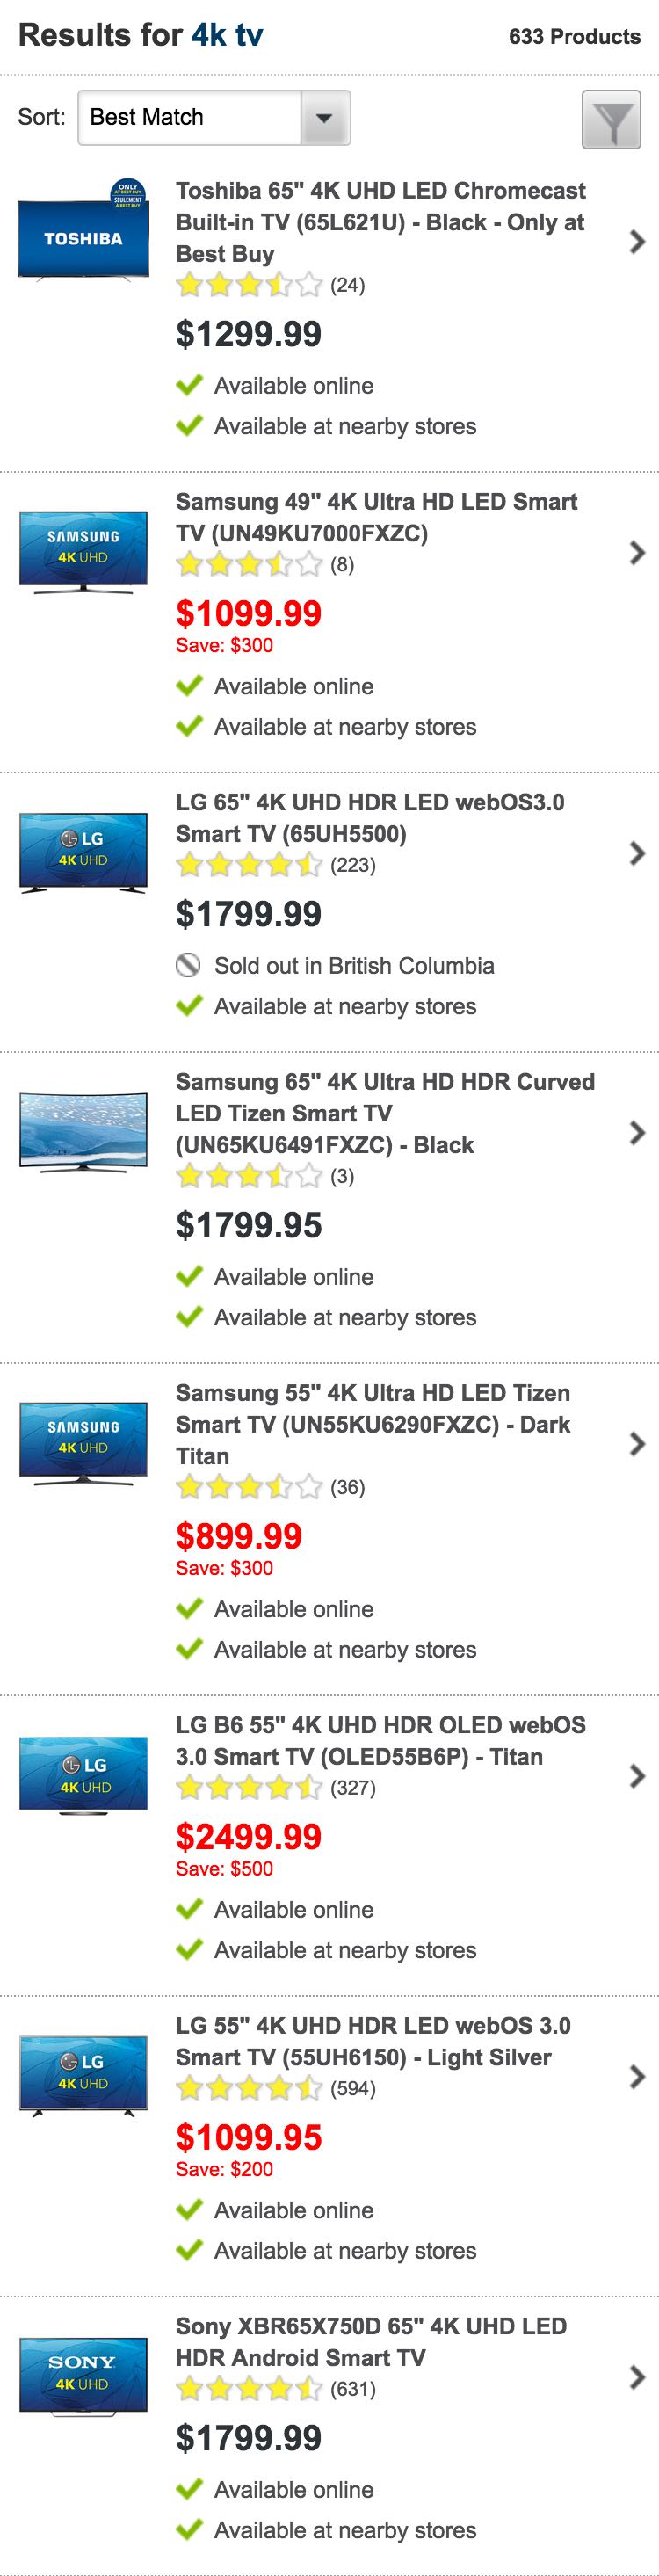 Results for 4k tv
633 Products
Sort:
Best Match
ONLY
AT BEST BUY
SEULEMENT
À BEST BUY
TOSHIBA
Toshiba 65" 4K UHD LED Chromecast
Built-in TV (65L621U) - Black - Only at
Best Buy
(24)
$1299.99
Available online
Available at nearby stores
SAMSUNG
4K UHD
Samsung 49" 4K Ultra HD LED Smart
TV (UN49KU7000FXZC)
(8)
$1099.99
Save: $300
Available online
Available at nearby stores
LG
4K UHD
LG 65" 4K UHD HDR LED webOS3.0
Smart TV (65UH5500)
(223)
$1799.99
Sold out in British Columbia
Available at nearby stores
Samsung 65" 4K Ultra HD HDR Curved
LED Tizen Smart TV
(UN65KU6491FXZC) - Black
(3)
$1799.95
Available online
Available at nearby stores
SAMSUNG
4K UHD
Samsung 55" 4K Ultra HD LED Tizen
Smart TV (UN55KU6290FXZC) - Dark
Titan
(36)
$899.99
Save: $300
Available online
Available at nearby stores
LG
4K UHD
LG B6 55" 4K UHD HDR OLED webOS
3.0 Smart TV (OLED55B6P) - Titan
(327)
$2499.99
Save: $500
Available online
Available at nearby stores
LG
4K UHD
LG 55" 4K UHD HDR LED webOS 3.0
Smart TV (55UH6150) - Light Silver
(594)
$1099.95
Save: $200
Available online
Available at nearby stores
SONY
4K UHD
Sony XBR65X750D 65" 4K UHD LED
HDR Android Smart TV
(631)
$1799.99
Available online
Available at nearby stores